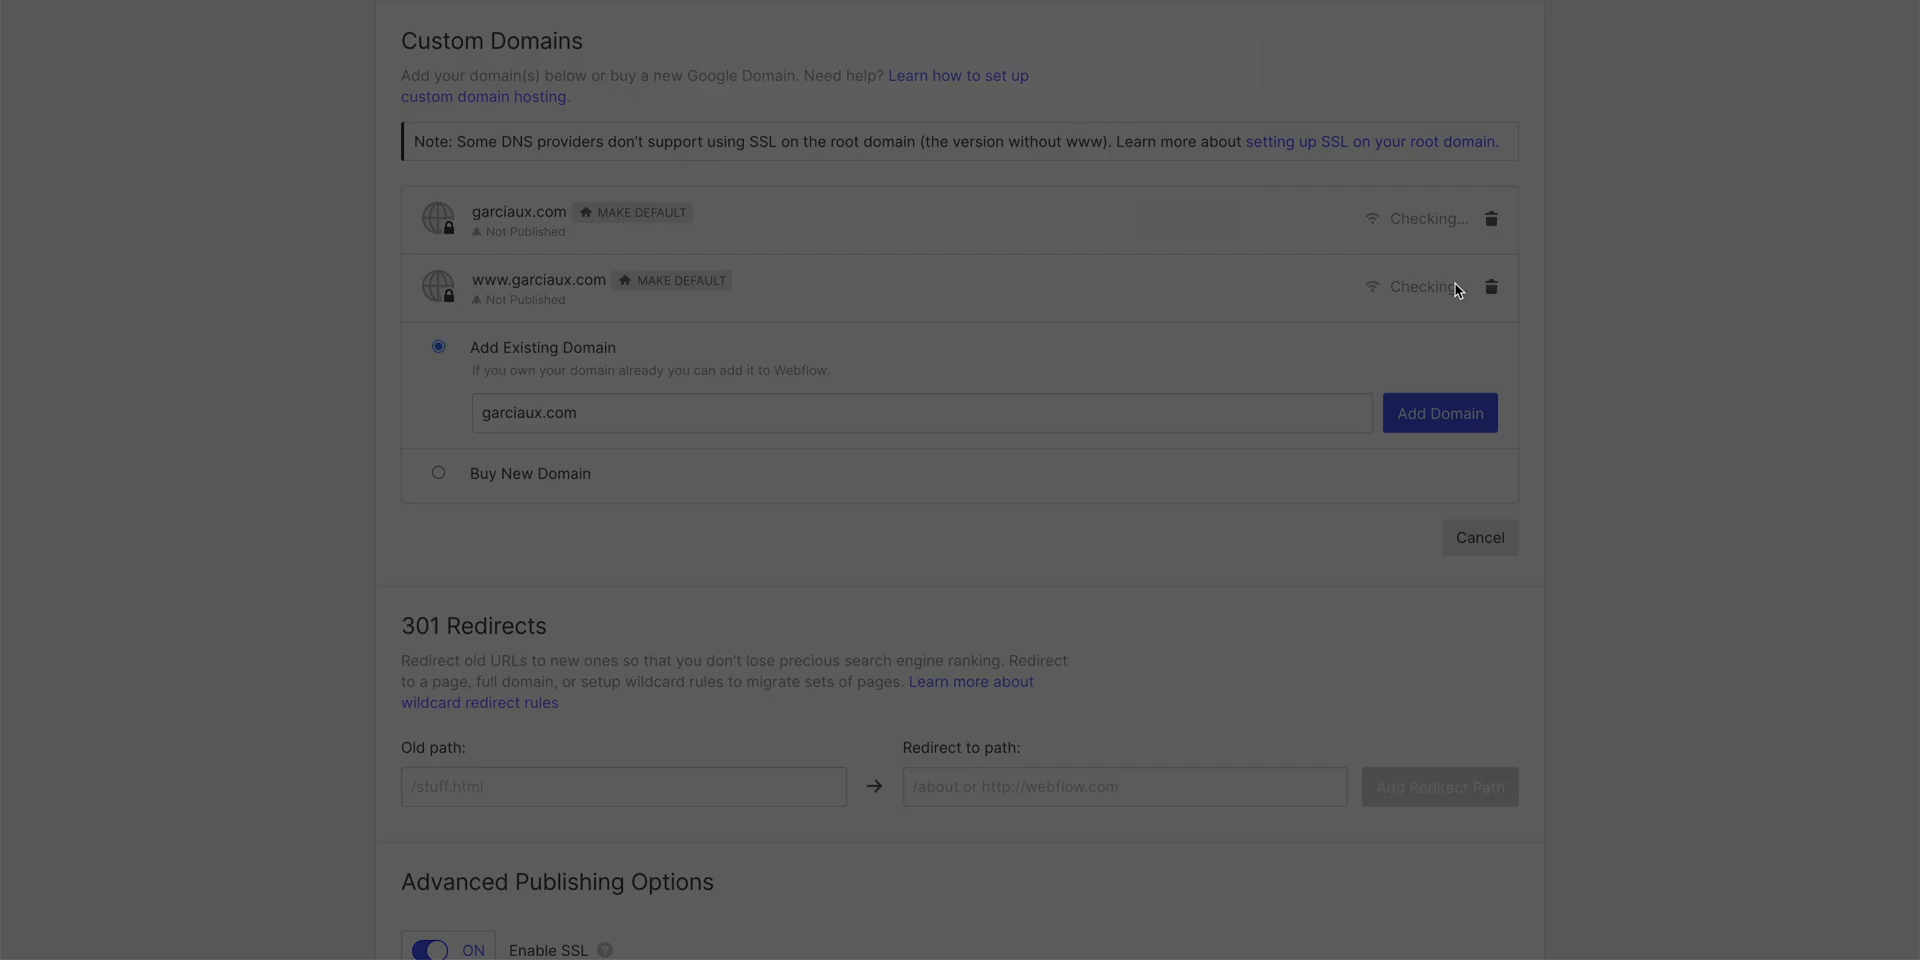 Custom Domains
Add your domain(s) below or buy a new Google Domain. Need help? Learn how to set up
custom domain hosting.
Note: Some DNS providers don't support using SSL on the root domain (the version without www). Learn more about setting up SSL on your root domain.
garciaux.com MAKE DEFAULT
Not Published
Checking...
www.garciaux.com MAKE DEFAULT
Not Published
Checking
Add Existing Domain
If you own your domain already you can add it to Webflow.
garciaux.com
Add Domain
Buy New Domain
Cancel
301 Redirects
Redirect old URLs to new ones so that you don't lose precious search engine ranking. Redirect
to a page, full domain, or setup wildcard rules to migrate sets of pages. Learn more about
wildcard redirect rules
Old path:
Redirect to path:
/stuff.html
/about or http://webflow.com
Add Redirect Path
Advanced Publishing Options
ON Enable SSL ?